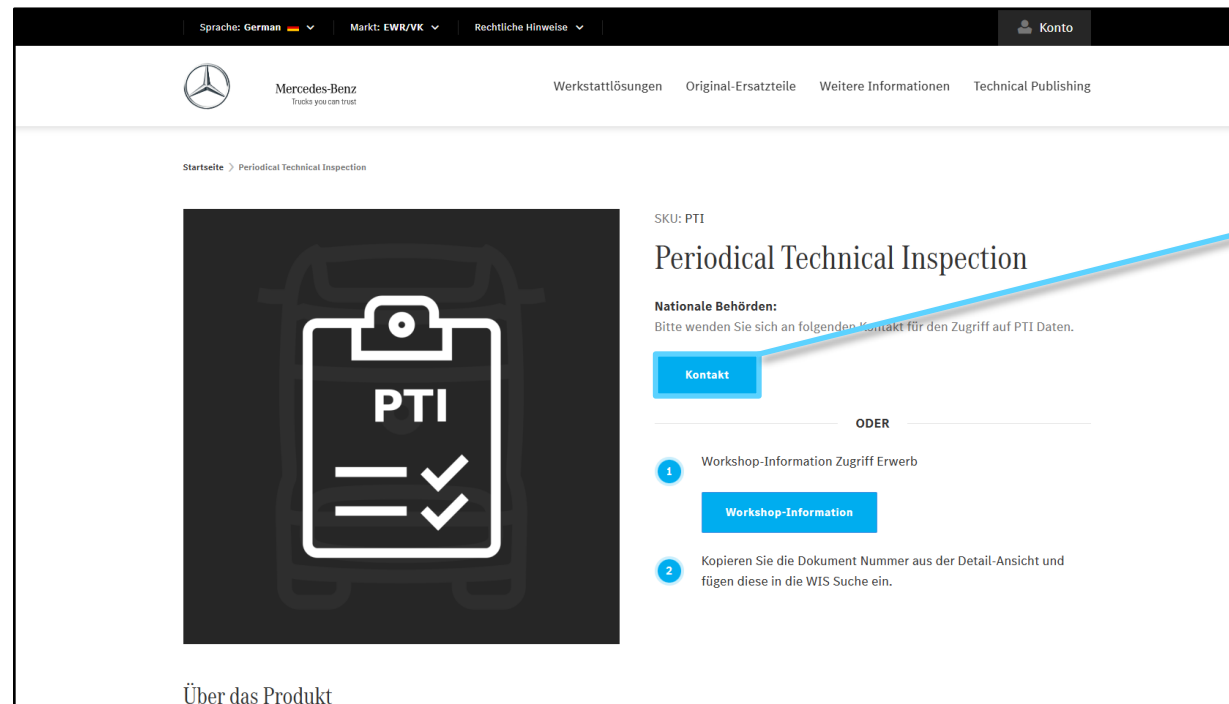 Sprache: German
Markt: EWR/VK
Rechtliche Hinweise
Konto
Mercedes-Benz
Trucks you can trust
Werkstattlösungen
Original-Ersatzteile
Weitere Informationen
Technical Publishing
Startseite > Periodical Technical Inspection
PTI
SKU: PTI
Periodical Technical Inspection
Nationale Behörden:
Bitte wenden Sie sich an folgenden Kontakt für den Zugriff auf PTI Daten.
Kontakt
ODER
1
Workshop-Information Zugriff Erwerb
Workshop-Information
2
Kopieren Sie die Dokument Nummer aus der Detail-Ansicht und
fügen diese in die WIS Suche ein.
Über das Produkt